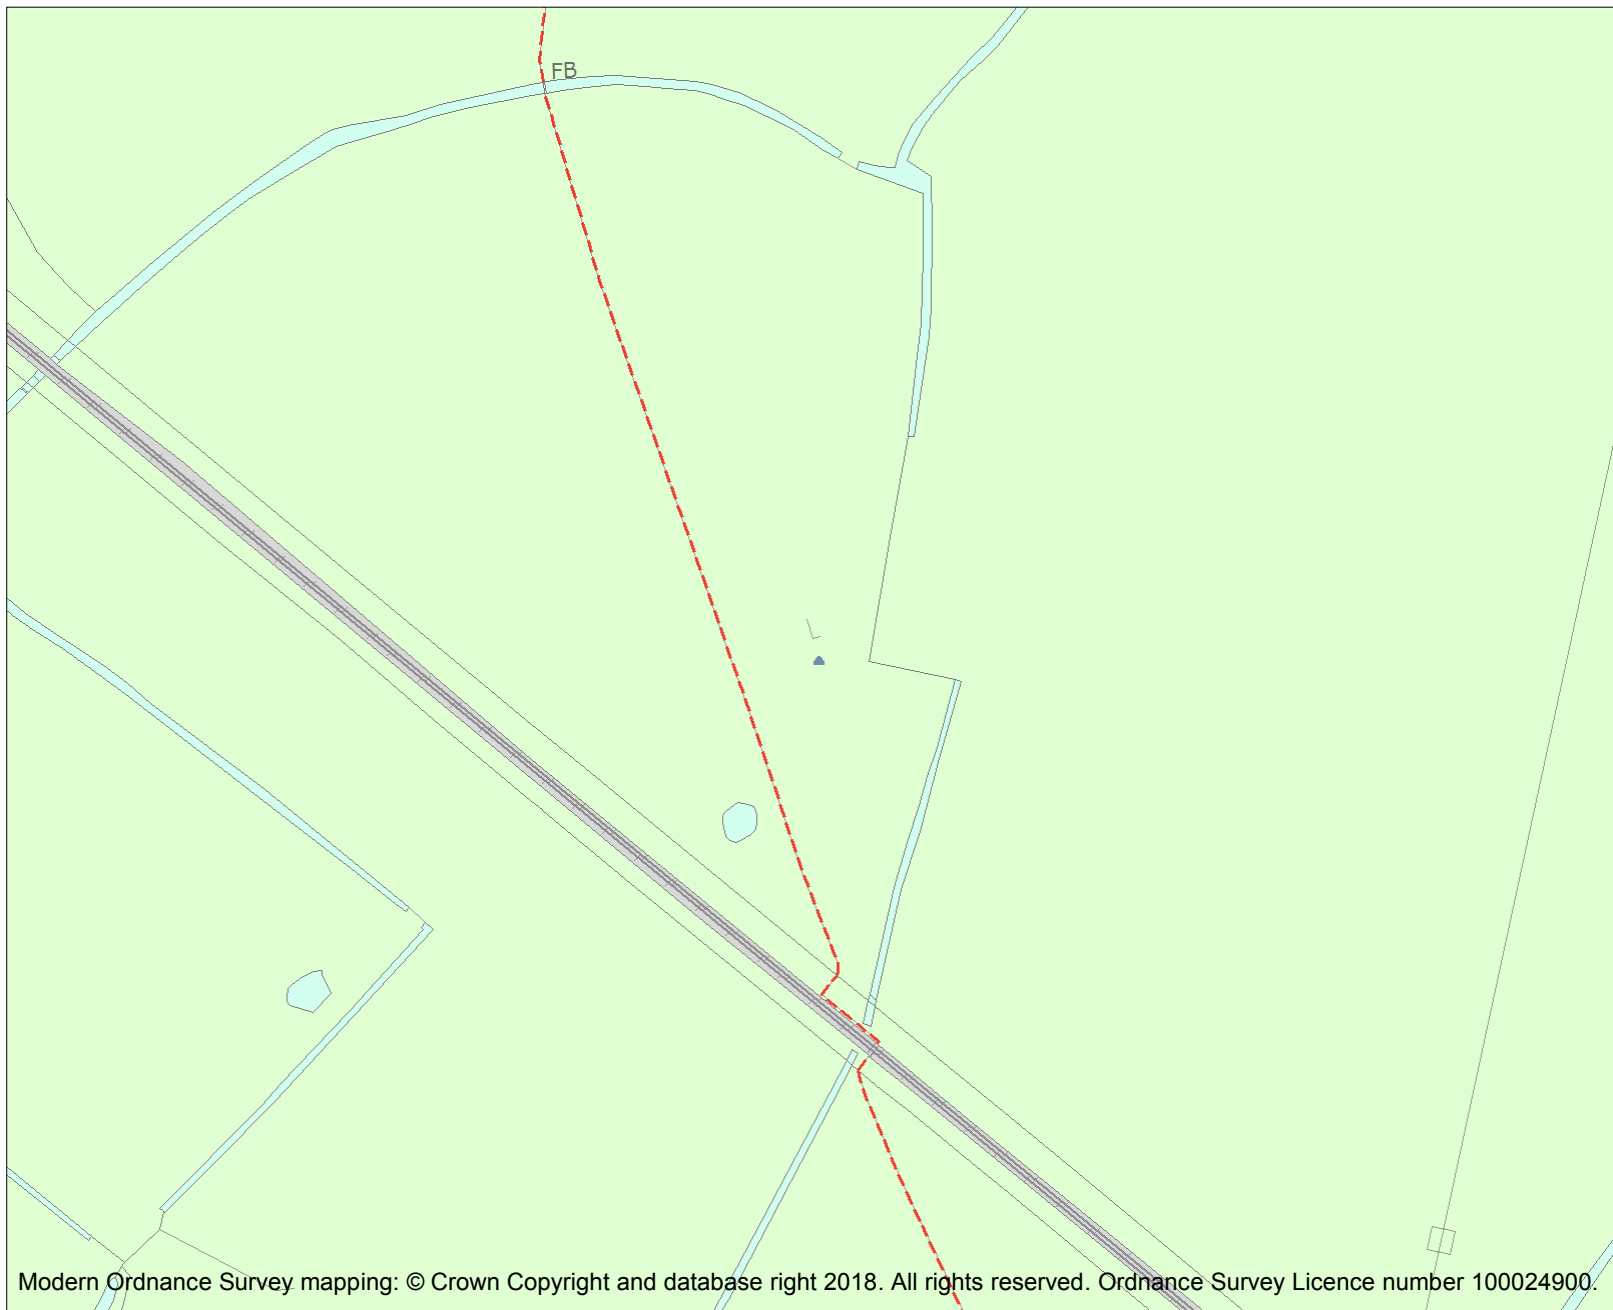 FB
Modern Ordnance Survey mapping: © Crown Copyright and database right 2018. All rights reserved. Ordnance Survey Licence number 100024900.